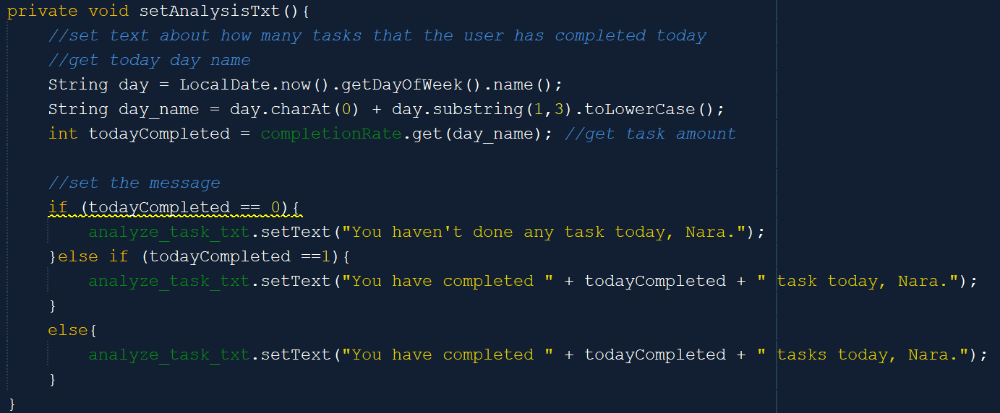 private void setAnalysisTxt(){
    //set text about how many tasks that the user has completed today
    //get today day name
    String day = LocalDate.now().getDayOfWeek().name();
    String day_name = day.charAt(0) + day.substring(1,3).toLowerCase();
    int todayCompleted = completionRate.get(day_name); //get task amount

    //set the message
    if (todayCompleted == 0){
        analyze_task_txt.setText("You haven't done any task today, Nara.");
    }else if (todayCompleted ==1){
        analyze_task_txt.setText("You have completed " + todayCompleted + " task today, Nara.");
    }
    else{
        analyze_task_txt.setText("You have completed " + todayCompleted + " tasks today, Nara.");
    }
}